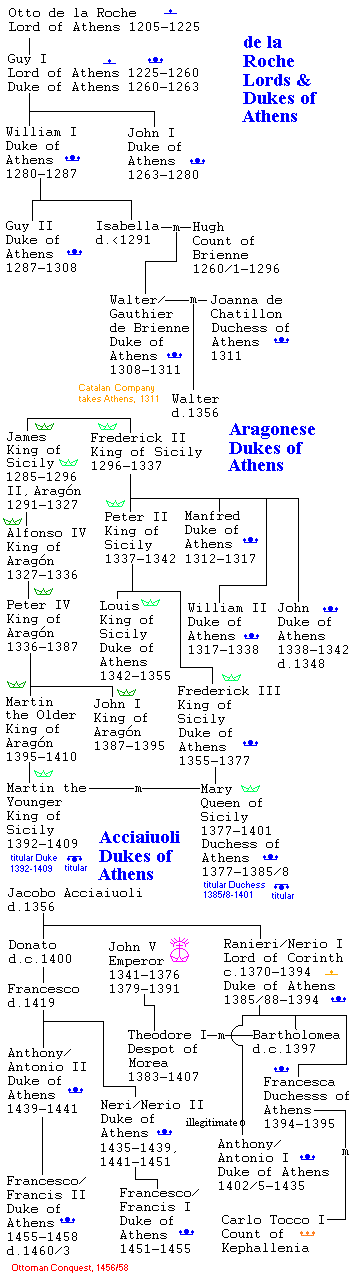 Otto de la Roche
Lord of Athens 1205-1225
de la
Roche
Lords &
Dukes of
Athens
Guy I
Lord of Athens 1225-1260
Duke of Athens 1260-1263
William I
Duke of
Athens
1280-1287
John I
Duke of
Athens
1263-1280
Guy II
Duke of
Athens
1287-1308
Isabella
d.<1291
m
Hugh
Count of
Brienne
1260/1-1296
Walter/
Gauthier
de Brienne
Duke of
Athens
1308-1311
m
Joanna de
Chatillon
Duchess of
Athens
1311
Catalan Company
takes Athens, 1311
Walter
d.1356
Aragonese
Dukes of
Athens
James
King of
Sicily
1285-1296
II, Aragón
1291-1327
Frederick II
King of Sicily
1296-1337
Alfonso IV
King of
Aragón
1327-1336
Peter II
King of
Sicily
1337-1342
Manfred
Duke of
Athens
1312-1317
Peter IV
King of
Aragón
1336-1387
Louis
King of
Sicily
Duke of
Athens
1342-1355
William II
Duke of
Athens
1317-1338
John
Duke of
Athens
1338-1342
d.1348
Martin
the Older
King of
Aragón
1395-1410
John I
King of
Aragón
1387-1395
Frederick III
King of
Sicily
Duke of
Athens
1355-1377
Martin the
Younger
King of
Sicily
1392-1409
titular Duke
1392-1409
titular
m
Mary
Queen of
Sicily
1377-1401
Duchess of
Athens
1377-1385/8
titular Duchess
1385/8-1401
titular
Acciaiuoli
Dukes of
Athens
Jacobo Acciaiuoli
d.1356
Donato
d.c.1400
John V
Emperor
1341-1376
1379-1391
Ranieri/Nerio I
Lord of Corinth
c.1370-1394
Duke of Athens
1385/88-1394
Francesco
d.1419
Theodore I
Despot of
Morea
1383-1407
m
Bartholomea
d.c.1397
Anthony/
Antonio II
Duke of
Athens
1439-1441
Neri/Nerio II
Duke of
Athens
1435-1439,
1441-1451
Francesca
Duchesss of
Athens
1394-1395
illegitimate
m
Anthony/
Antonio I
Duke of Athens
1402/5-1435
Francesco/
Francis II
Duke of
Athens
1455-1458
d.1460/3
Francesco/
Francis I
Duke of
Athens
1451-1455
Carlo Tocco I
Count of
Kephallenia
Ottoman Conquest, 1456/58